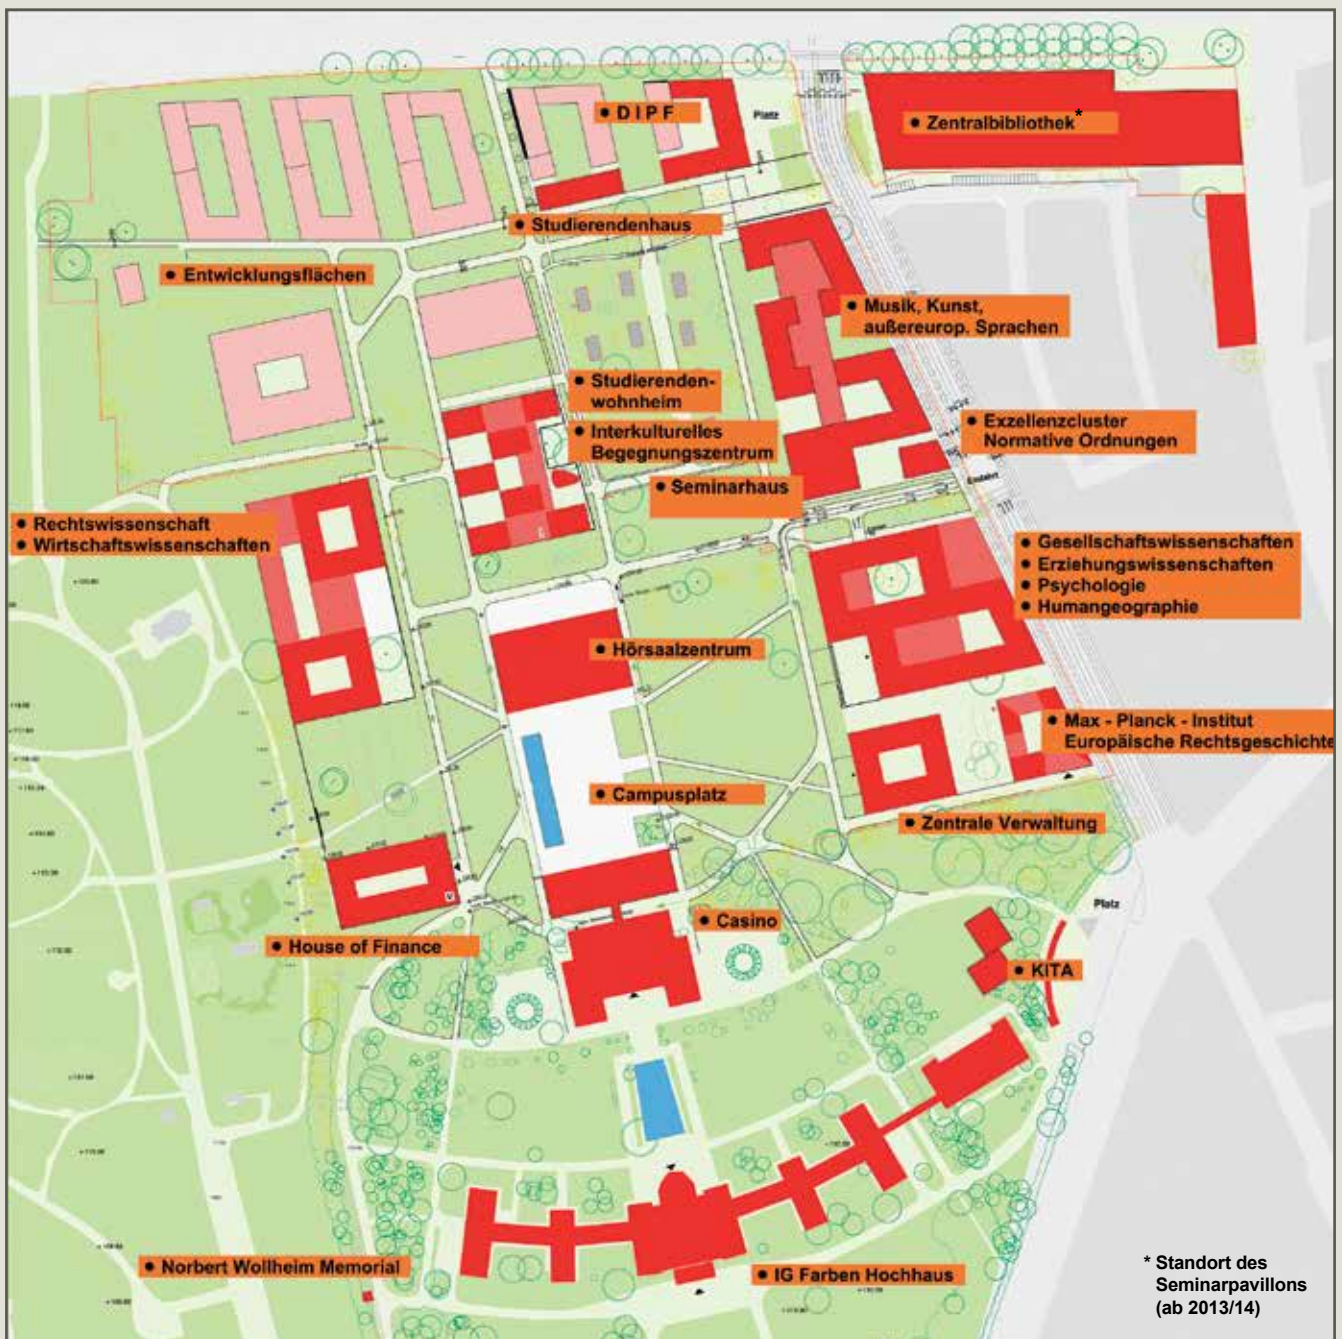 • D I P F
Platz
• Zentralbibliothek*
• Studierendenhaus
• Entwicklungsflächen
• Musik, Kunst,
außereurop. Sprachen
• Studierenden-
wohnheim
• Interkulturelles
Begegnungszentrum
• Exzellenzcluster
Normative Ordnungen
• Seminarhaus
• Rechtswissenschaft
• Wirtschaftswissenschaften
• Gesellschaftswissenschaften
• Erziehungswissenschaften
• Psychologie
• Humangeographie
• Hörsaalzentrum
• Max - Planck - Institut
Europäische Rechtsgeschichte
• Campusplatz
• Zentrale Verwaltung
Platz
• Casino
• House of Finance
• KITA
• Norbert Wollheim Memorial
• IG Farben Hochhaus
* Standort des
Seminarpavillons
(ab 2013/14)